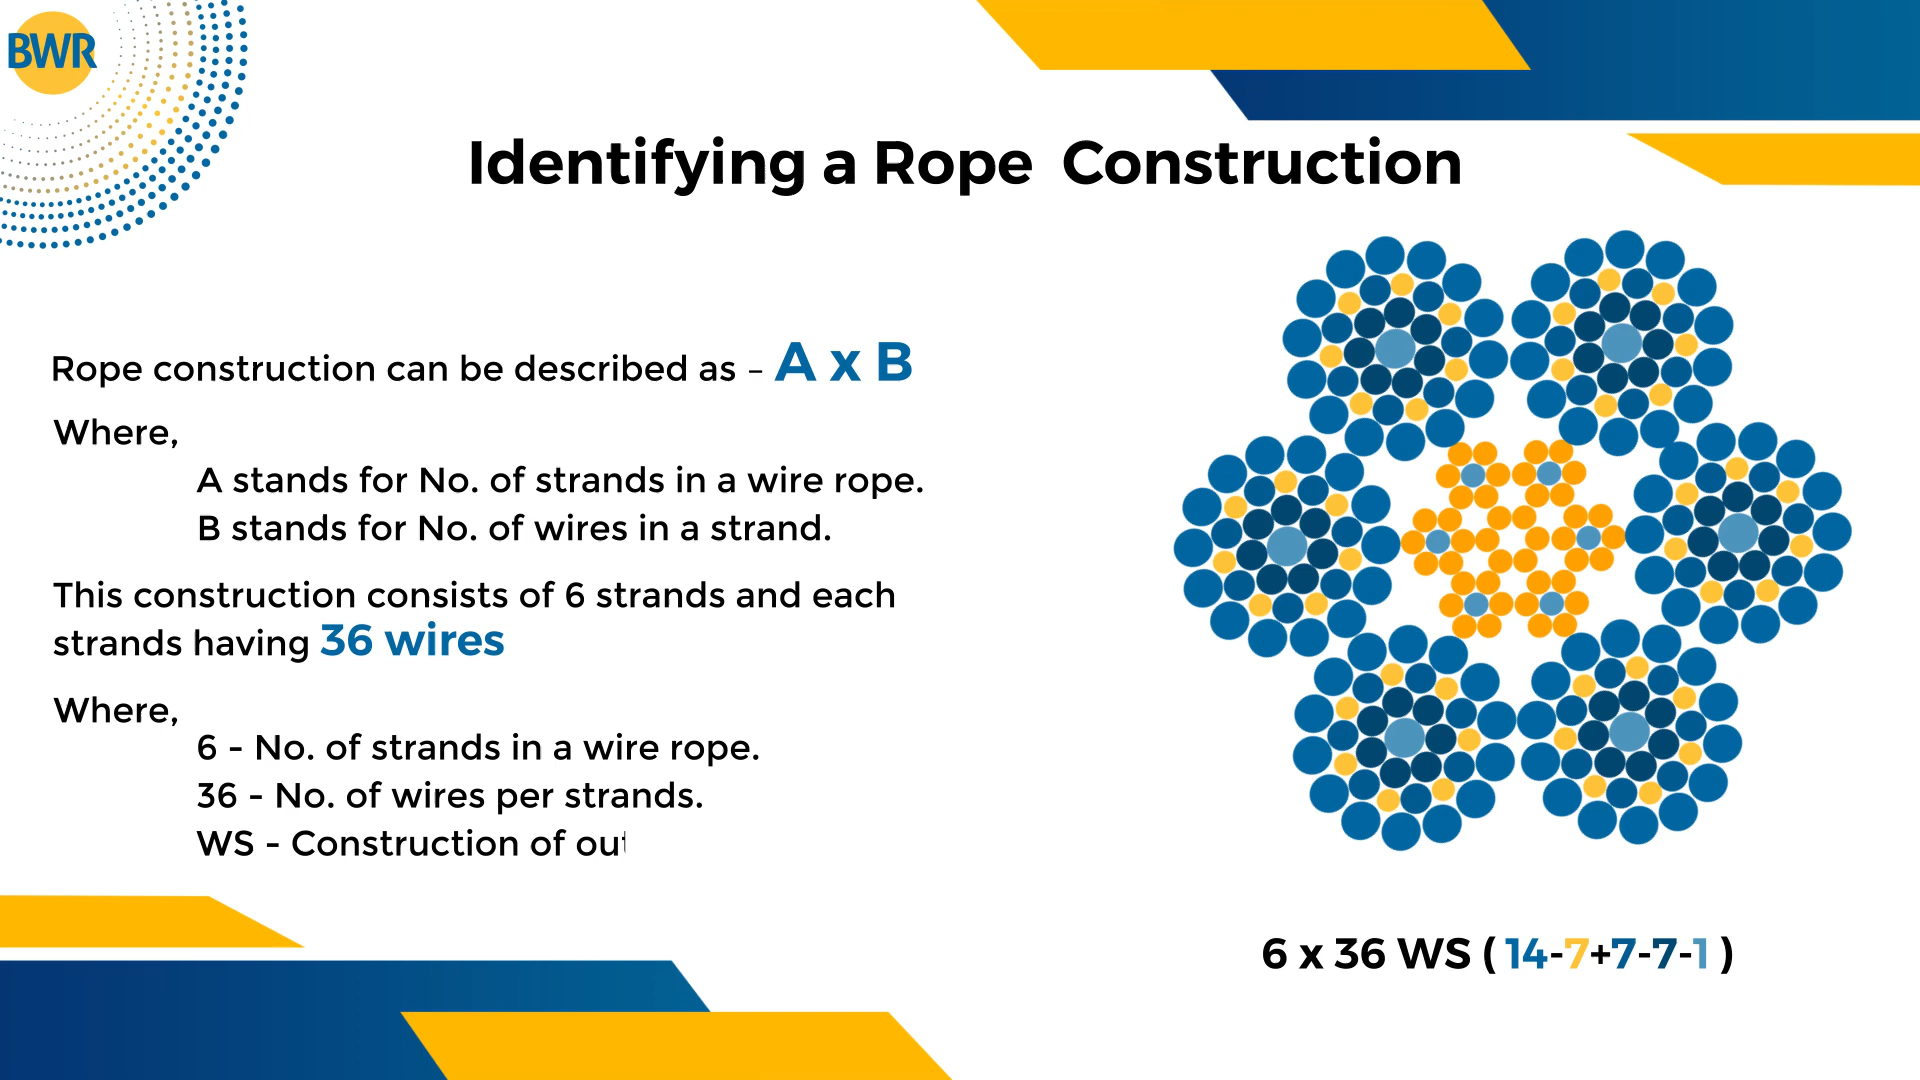 BWR
Identifying a Rope Construction
Rope construction can be described as – A x B
Where,
A stands for No. of strands in a wire rope.
B stands for No. of wires in a strand.
This construction consists of 6 strands and each
strands having 36 wires
Where,
6 - No. of strands in a wire rope.
36 - No. of wires per strands.
WS - Construction of
6 x 36 WS ( 14-7+7-7-1 )